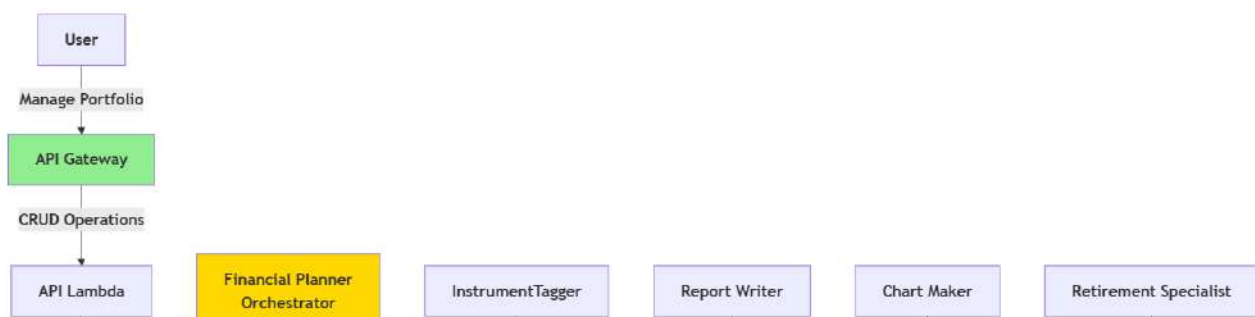 User
Manage Portfolio
API Gateway
CRUD Operations
API Lambda
Financial Planner
Orchestrator
InstrumentTagger
Report Writer
Chart Maker
Retirement Specialist